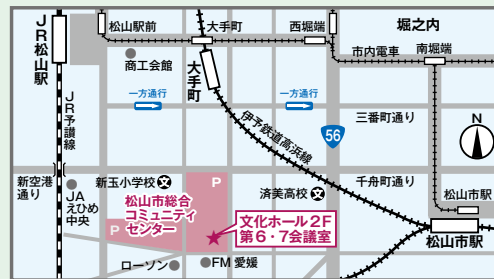 松山駅前
大手町
西堀端
堀之内
JR松山駅
市内電車
南堀端
商工会館
大手町
一方通行
一方通行
三番町通り
JR予讃線
伊予鉄道高浜線
56
N
新空港
通り
新玉小学校
P
済美高校
千舟町通り
JA
えひめ
中央
松山市総合
コミュニティ
センター
P
文化ホール2F
第6・7会議室
松山市駅
松山市駅
ローソン
FM愛媛